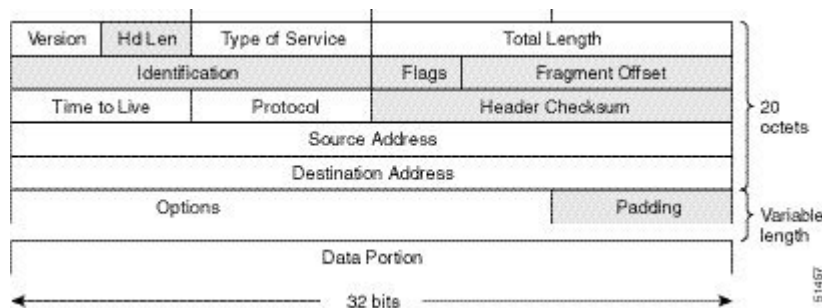 Version Hd Len Type of Service Total Length
Identification Flags Fragment Offset
Time to Live Protocol Header Checksum
20 octets
Source Address
Destination Address
Options Padding
Variable length
Data Portion
32 bits
51457